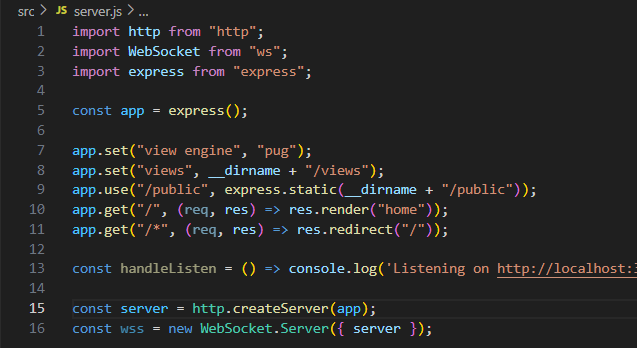 src > JS server.js > ...
1 import http from "http";
2 import WebSocket from "ws";
3 import express from "express";
4
5 const app = express();
6
7 app.set("view engine", "pug");
8 app.set("views", __dirname + "/views");
9 app.use("/public", express.static(__dirname + "/public"));
10 app.get("/", (req, res) => res.render("home"));
11 app.get("/*", (req, res) => res.redirect("/"));
12
13 const handleListen = () => console.log('Listening on http://localhost:
14
15 const server = http.createServer(app);
16 const wss = new WebSocket.Server({ server });